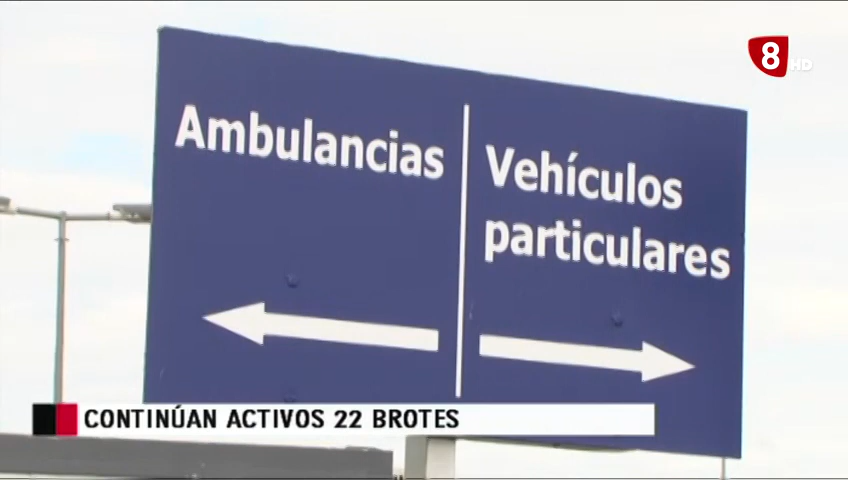 8
HD
Ambulancias
Vehículos
particulares
CONTINÚAN ACTIVOS 22 BROTES